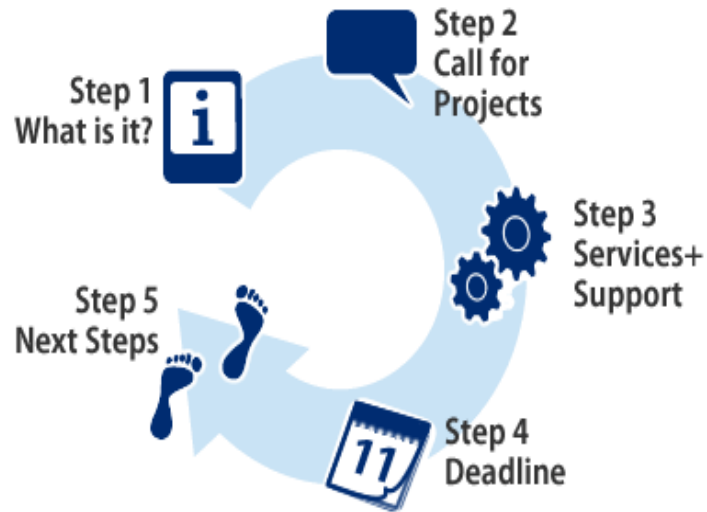 Step 1
What is it?
i
Step 2
Call for
Projects
Step 3
Services+
Support
Step 4
Deadline
11
Step 5
Next Steps